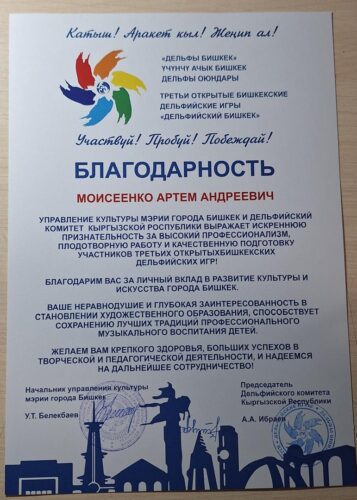 Катыш! Аракет кыл! Жеңип ал!
«ДЕЛЬФЫ БИШКЕК»
ҮЧҮНЧҮ АЧЫК БИШКЕК
ДЕЛЬФЫ ОЮНДАРЫ
ТРЕТЬИ ОТКРЫТЫЕ БИШКЕКСКИЕ
ДЕЛЬФИЙСКИЕ ИГРЫ
«ДЕЛЬФИЙСКИЙ БИШКЕК»
Участвуй! Пробуй! Побеждай!
БЛАГОДАРНОСТЬ
МОИСЕЕНКО АРТЕМ АНДРЕЕВИЧ
УПРАВЛЕНИЕ КУЛЬТУРЫ МЭРИИ ГОРОДА БИШКЕК И ДЕЛЬФИЙСКИЙ
КОМИТЕТ КЫРГЫЗСКОЙ РОСПУБЛИКИ ВЫРАЖАЕТ ИСКРЕННЮЮ
ПРИЗНАТЕЛЬНОСТЬ ЗА ВЫСОКИЙ ПРОФЕССИОНАЛИЗМ,
ПЛОДОТВОРНУЮ РАБОТУ И КАЧЕСТВЕННУЮ ПОДГОТОВКУ
УЧАСТНИКОВ ТРЕТЬИХ ОТКРЫТЫХБИШКЕКСКИХ
ДЕЛЬФИЙСКИХ ИГР!
БЛАГОДАРИМ ВАС ЗА ЛИЧНЫЙ ВКЛАД В РАЗВИТИЕ КУЛЬТУРЫ И
ИСКУССТВА ГОРОДА БИШКЕК.
ВАШЕ НЕРАВНОДУШИЕ И ГЛУБОКАЯ ЗАИНТЕРЕСОВАННОСТЬ В
СТАНОВЛЕНИИ ХУДОЖЕСТВЕННОГО ОБРАЗОВАНИЯ, СПОСОБСТВУЕТ
СОХРАНЕНИЮ ЛУЧШИХ ТРАДИЦИЙ ПРОФЕССИОНАЛЬНОГО
МУЗЫКАЛЬНОГО ВОСПИТАНИЯ ДЕТЕЙ.
ЖЕЛАЕМ ВАМ КРЕПКОГО ЗДОРОВЬЯ, БОЛЬШИХ УСПЕХОВ В
ТВОРЧЕСКОЙ И ПЕДАГОГИЧЕСКОЙ ДЕЯТЕЛЬНОСТИ, И НАДЕЕМСЯ
НА ДАЛЬНЕЙШЕЕ СОТРУДНИЧЕСТВО!
Начальник управления культуры
мэрии города Бишкек
У.Т. Белекбаев
Председатель
Дельфийского комитета
Кыргызской Республики
А.А. Ибраев